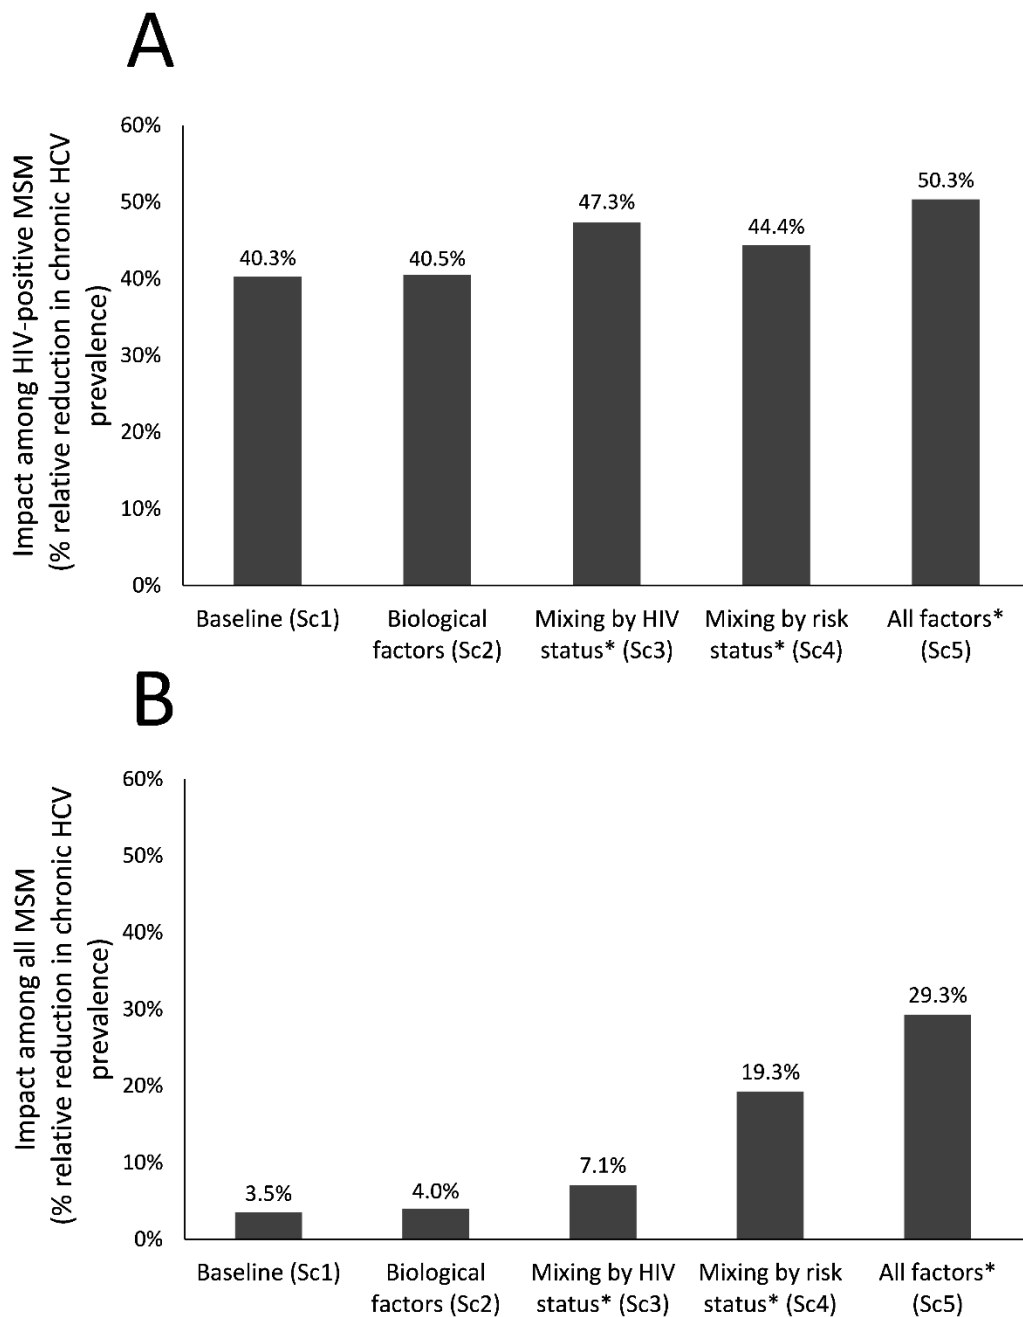 A
Impact among HIV-positive MSM
(% relative reduction in chronic HCV
prevalence)
60%
50%
40%
30%
20%
10%
0%
40.3%
40.5%
47.3%
44.4%
50.3%
Baseline (Sc1)
Biological
factors (Sc2)
Mixing by HIV
status* (Sc3)
Mixing by risk
status* (Sc4)
All factors*
(Sc5)
B
Impact among all MSM
(% relative reduction in chronic HCV
prevalence)
60%
50%
40%
30%
20%
10%
0%
3.5%
4.0%
7.1%
19.3%
29.3%
Baseline (Sc1)
Biological
factors (Sc2)
Mixing by HIV
status* (Sc3)
Mixing by risk
status* (Sc4)
All factors*
(Sc5)